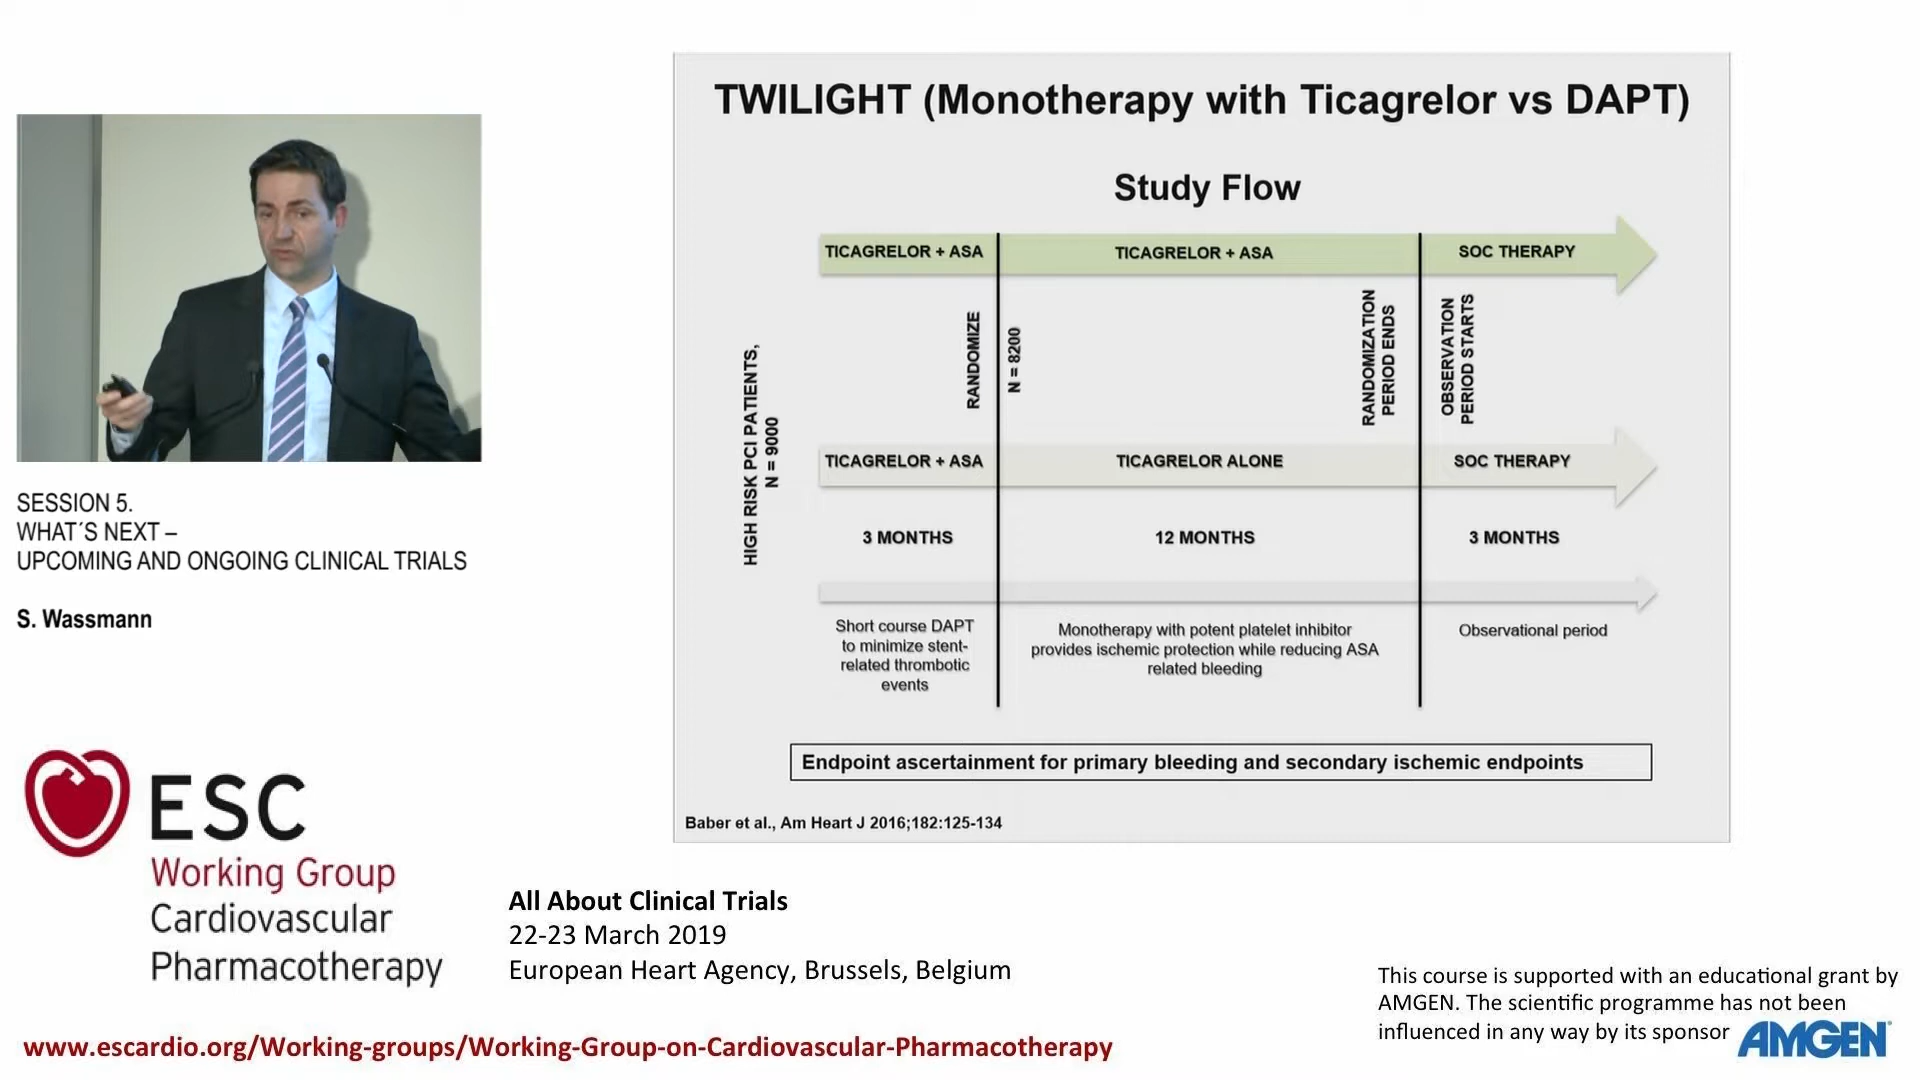 TWILIGHT (Monotherapy with Ticagrelor vs DAPT)
Study Flow
TICAGRELOR + ASA
TICAGRELOR + ASA
SOC THERAPY
HIGH RISK PCI PATIENTS,
N = 9000
RANDOMIZE
N = 8200
RANDOMIZATION
PERIOD ENDS
OBSERVATION
PERIOD STARTS
TICAGRELOR + ASA
TICAGRELOR ALONE
SOC THERAPY
3 MONTHS
12 MONTHS
3 MONTHS
Short course DAPT
to minimize stent-
related thrombotic
events
Monotherapy with potent platelet inhibitor
provides ischemic protection while reducing ASA
related bleeding
Observational period
Endpoint ascertainment for primary bleeding and secondary ischemic endpoints
Baber et al., Am Heart J 2016;182:125-134
SESSION 5.
WHAT´S NEXT –
UPCOMING AND ONGOING CLINICAL TRIALS
S. Wassmann
ESC
Working Group
Cardiovascular
Pharmacotherapy
All About Clinical Trials
22-23 March 2019
European Heart Agency, Brussels, Belgium
This course is supported with an educational grant by
AMGEN. The scientific programme has not been
influenced in any way by its sponsor
AMGEN®
www.escardio.org/Working-groups/Working-Group-on-Cardiovascular-Pharmacotherapy